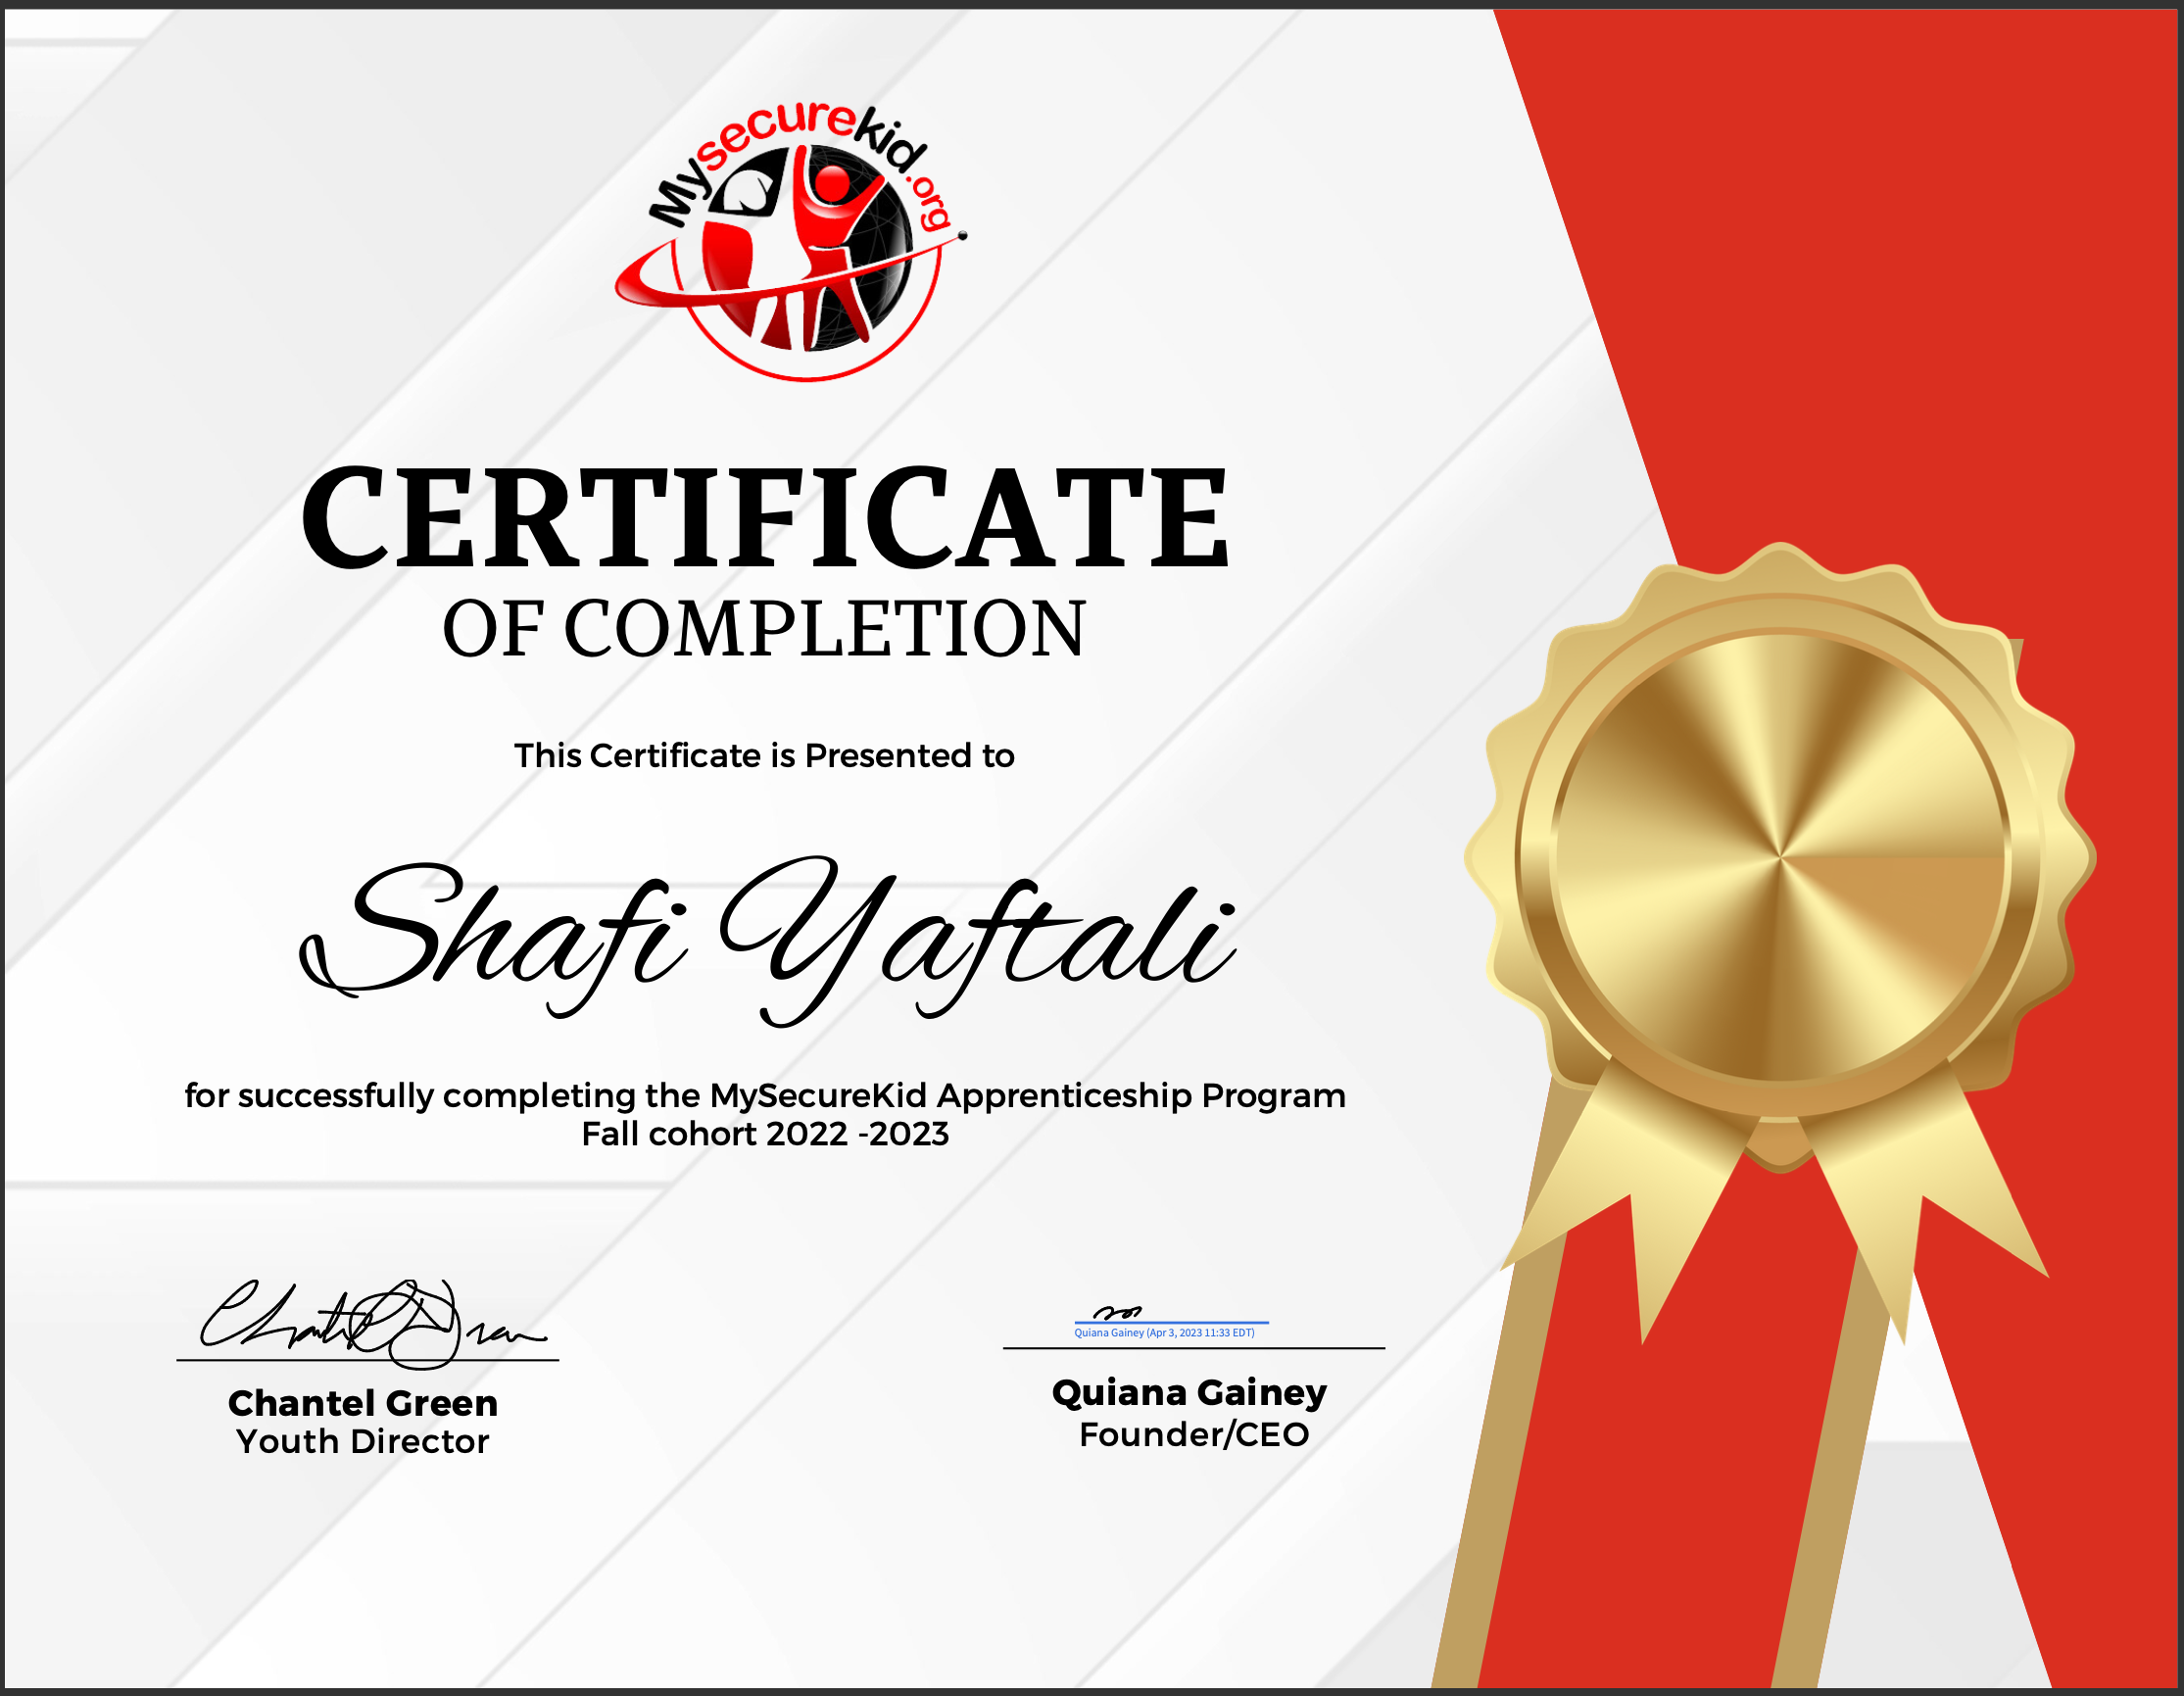 Mysecurekid.org
CERTIFICATE
OF COMPLETION
This Certificate is Presented to
Shafi Yaftali
for successfully completing the MySecureKid Apprenticeship Program
Fall cohort 2022 -2023
Chantel Green
Quiana Gainey (Apr 3, 2023 11:33 EDT)
Chantel Green
Youth Director
Quiana Gainey
Founder/CEO